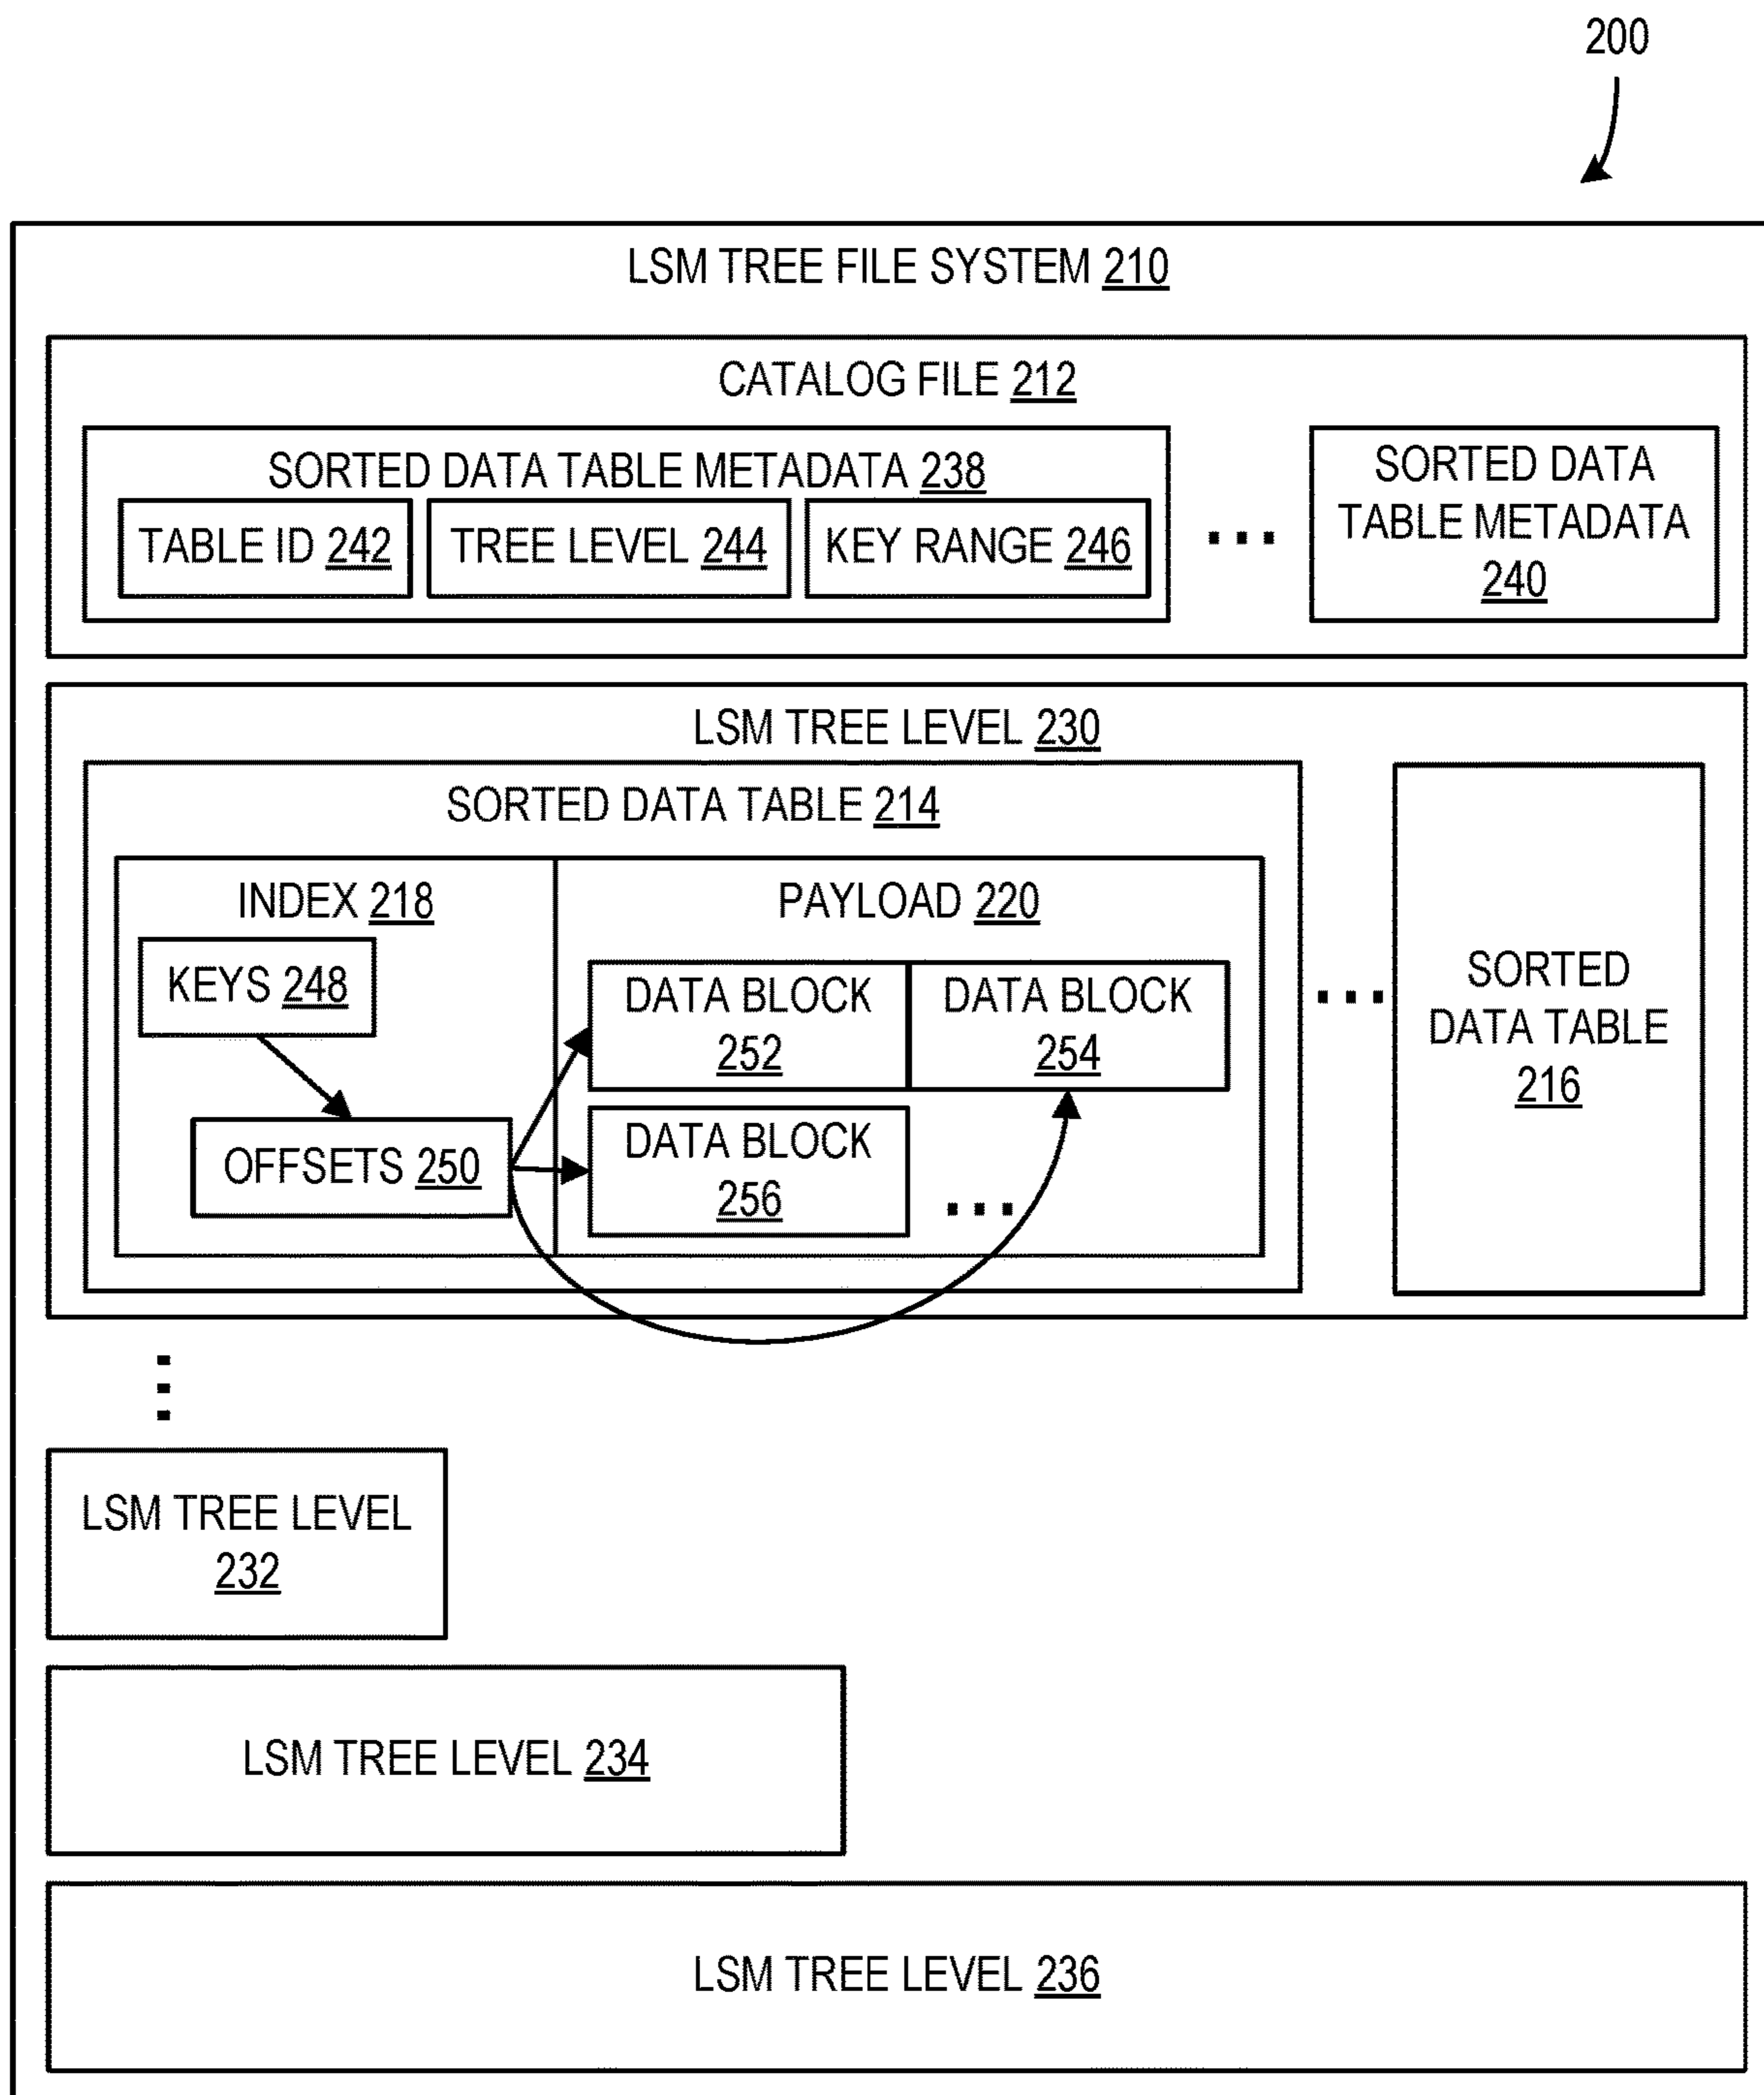 200
LSM TREE FILE SYSTEM 210
CATALOG FILE 212
SORTED DATA TABLE METADATA 238
TABLE ID 242
TREE LEVEL 244
KEY RANGE 246
...
SORTED DATA
TABLE METADATA
240
LSM TREE LEVEL 230
SORTED DATA TABLE 214
INDEX 218
KEYS 248
OFFSETS 250
PAYLOAD 220
DATA BLOCK
252
DATA BLOCK
254
DATA BLOCK
256
...
...
SORTED
DATA TABLE
216
...
LSM TREE LEVEL
232
LSM TREE LEVEL 234
LSM TREE LEVEL 236